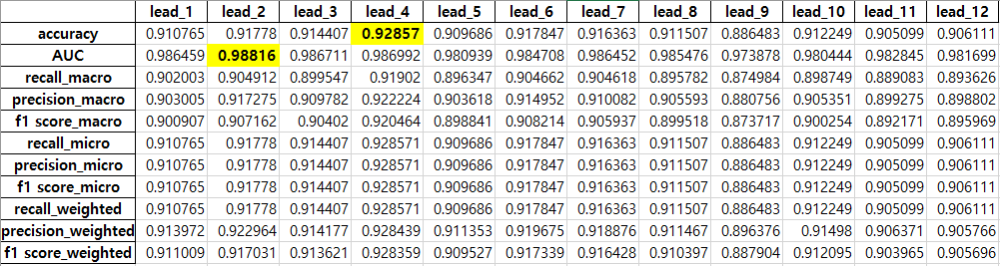 lead_1 lead_2 lead_3 lead_4 lead_5 lead_6 lead_7 lead_8 lead_9 lead_10 lead_11 lead_12
accuracy 0.910765 0.91778 0.914407 0.92857 0.909686 0.917847 0.916363 0.911507 0.886483 0.912249 0.905099 0.906111
AUC 0.986459 0.98816 0.986711 0.986992 0.980939 0.984708 0.986452 0.985476 0.973878 0.980444 0.982845 0.981699
recall_macro 0.902003 0.904912 0.899547 0.91902 0.896347 0.904662 0.904618 0.895782 0.874984 0.898749 0.889083 0.893626
precision_macro 0.903005 0.917275 0.909782 0.922224 0.903618 0.914952 0.910082 0.905593 0.880756 0.905351 0.899275 0.898802
f1 score_macro 0.900907 0.907162 0.90402 0.920464 0.898841 0.908214 0.905937 0.899518 0.873717 0.900254 0.892171 0.895969
recall_micro 0.910765 0.91778 0.914407 0.928571 0.909686 0.917847 0.916363 0.911507 0.886483 0.912249 0.905099 0.906111
precision_micro 0.910765 0.91778 0.914407 0.928571 0.909686 0.917847 0.916363 0.911507 0.886483 0.912249 0.905099 0.906111
f1 score_micro 0.910765 0.91778 0.914407 0.928571 0.909686 0.917847 0.916363 0.911507 0.886483 0.912249 0.905099 0.906111
recall_weighted 0.910765 0.91778 0.914407 0.928571 0.909686 0.917847 0.916363 0.911507 0.886483 0.912249 0.905099 0.906111
precision_weighted 0.913972 0.922964 0.914177 0.928439 0.911353 0.919675 0.918876 0.911467 0.896376 0.91498 0.906371 0.905766
f1 score_weighted 0.911009 0.917031 0.913621 0.928359 0.909527 0.917339 0.916428 0.910397 0.887904 0.912095 0.903965 0.905696